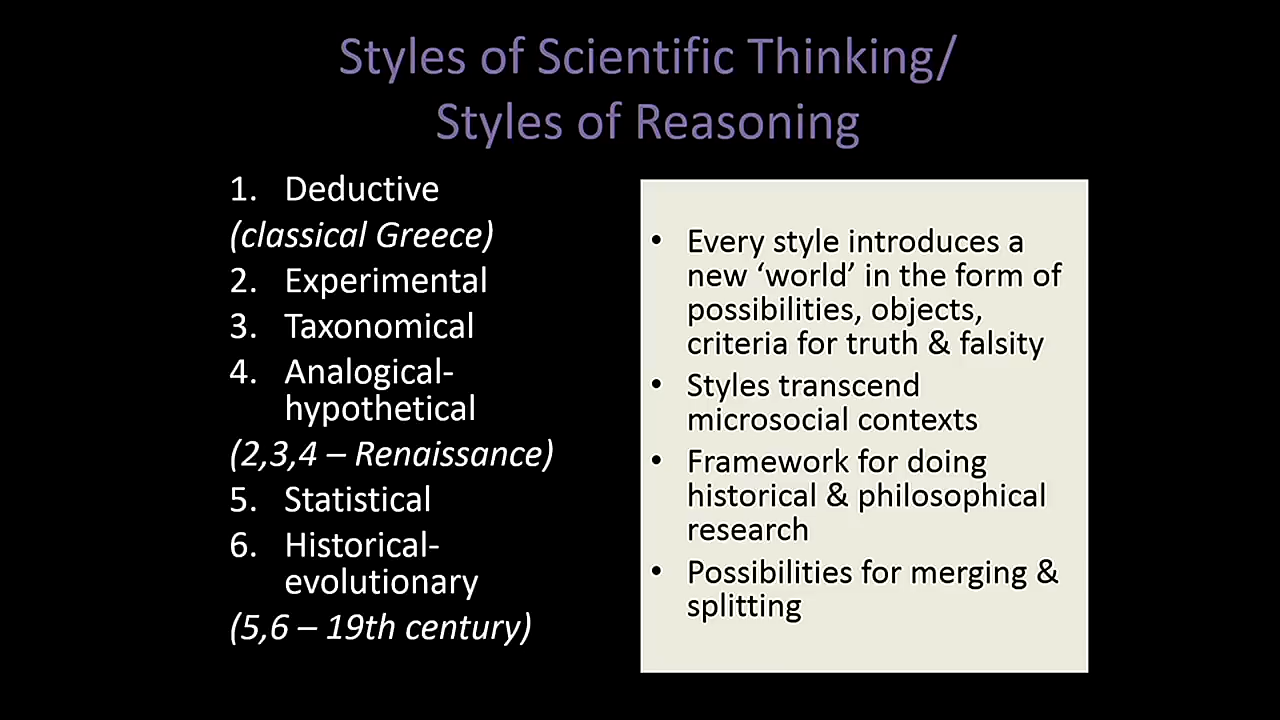 Styles of Scientific Thinking/
Styles of Reasoning
1. Deductive
(classical Greece)
2. Experimental
3. Taxonomical
4. Analogical-
hypothetical
(2,3,4 – Renaissance)
5. Statistical
6. Historical-
evolutionary
(5,6 – 19th century)
• Every style introduces a
new ‘world’ in the form of
possibilities, objects,
criteria for truth & falsity
• Styles transcend
microsocial contexts
• Framework for doing
historical & philosophical
research
• Possibilities for merging &
splitting